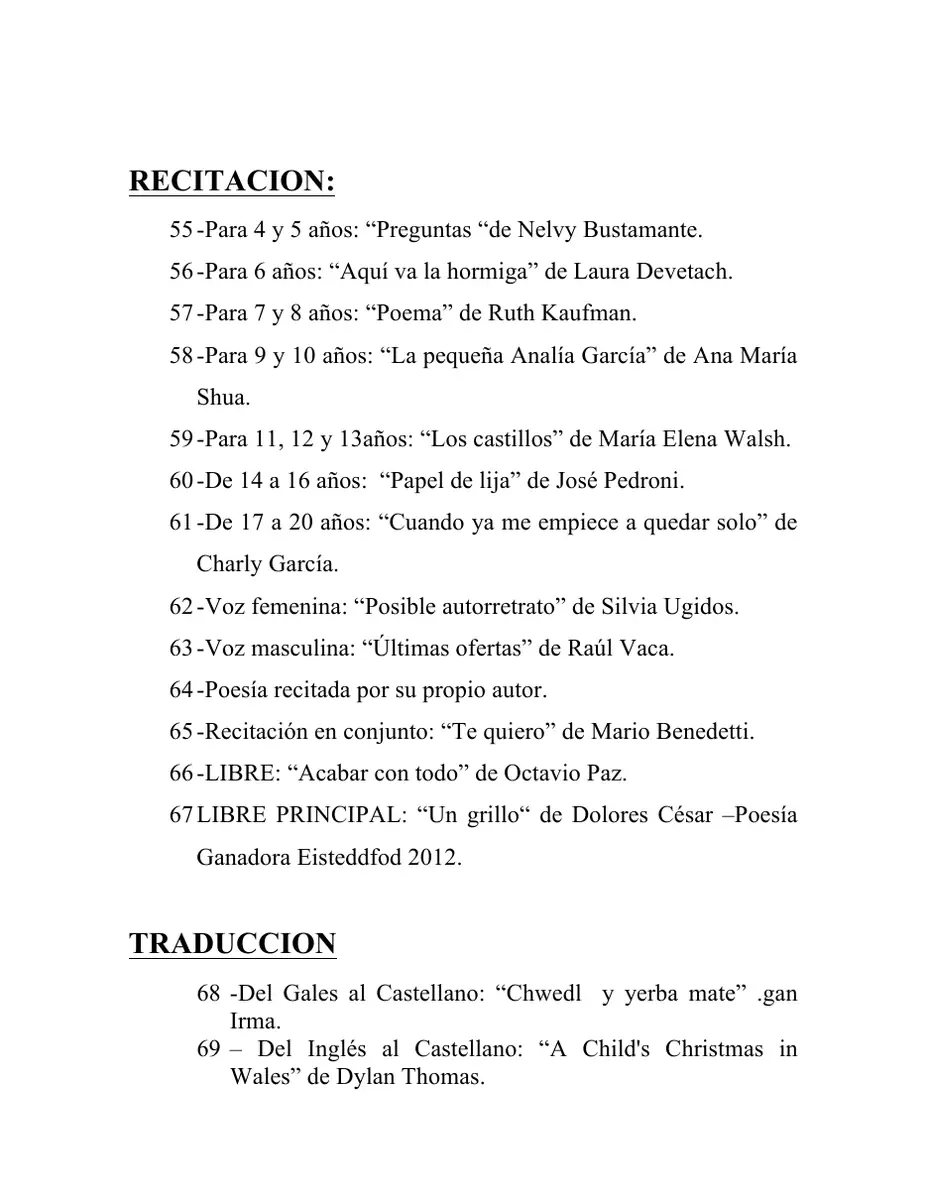 RECITACION:
55 -Para 4 y 5 años: “Preguntas “de Nelvy Bustamante.
56 -Para 6 años: “Aquí va la hormiga” de Laura Devetach.
57 -Para 7 y 8 años: “Poema” de Ruth Kaufman.
58 -Para 9 y 10 años: “La pequeña Analía García” de Ana María
Shua.
59 -Para 11, 12 y 13años: “Los castillos” de María Elena Walsh.
60 -De 14 a 16 años:  “Papel de lija” de José Pedroni.
61 -De 17 a 20 años: “Cuando ya me empiece a quedar solo” de
Charly García.
62 -Voz femenina: “Posible autorretrato” de Silvia Ugidos.
63 -Voz masculina: “Últimas ofertas” de Raúl Vaca.
64 -Poesía recitada por su propio autor.
65 -Recitación en conjunto: “Te quiero” de Mario Benedetti.
66 -LIBRE: “Acabar con todo” de Octavio Paz.
67 LIBRE PRINCIPAL: “Un grillo“ de Dolores César –Poesía
Ganadora Eisteddfod 2012.
TRADUCCION
68 -Del Gales al Castellano: “Chwedl  y yerba mate” .gan
Irma.
69 – Del Inglés al Castellano: “A Child's Christmas in
Wales” de Dylan Thomas.